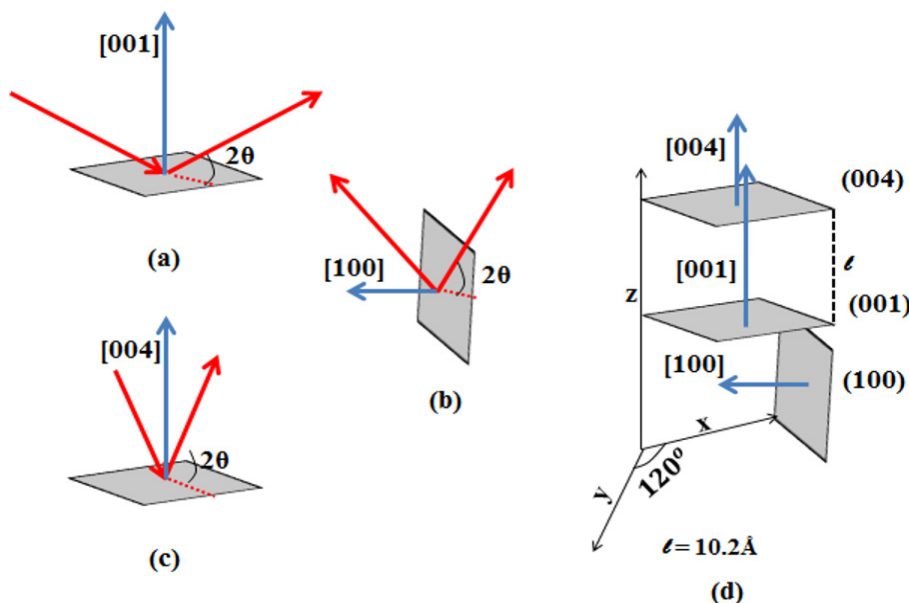 [001]
2θ
(a)
[100]
2θ
(b)
[004]
2θ
(c)
[004]
(004)
[001]
ℓ
z
(001)
[100]
(100)
x
y
120°
ℓ = 10.2Å
(d)